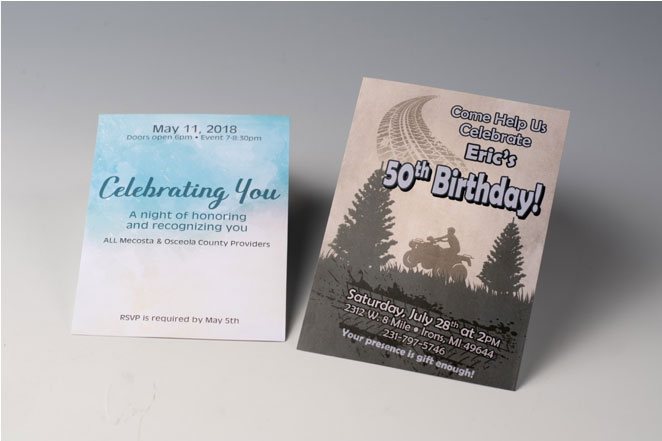 May 11, 2018
Doors open 6pm • Event 7-8:30pm
Celebrating You
A night of honoring
and recognizing you
ALL Mecosta & Osceola County Providers
RSVP is required by May 5th
Come Help Us
Celebrate
Eric's
50th Birthday!
Saturday, July 28th at 2PM
2312 W. 8 Mile • Irons, MI 49644
231-797-5746
Your presence is gift enough!